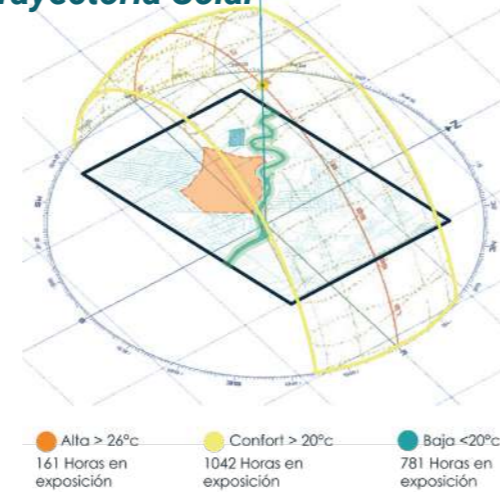 Trayectoria Solar
N
Alta > 26°c
161 Horas en
exposición
Confort > 20°c
1042 Horas en
exposición
Baja <20°c
781 Horas en
exposición